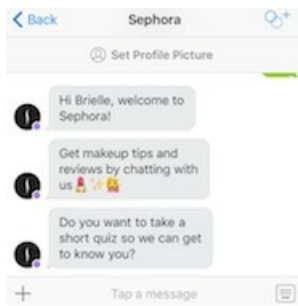 Back
Sephora
Set Profile Picture
Hi Brielle, welcome to
Sephora!
Get makeup tips and
reviews by chatting with
us💄✨💅
Do you want to take a
short quiz so we can get
to know you?
Tap a message